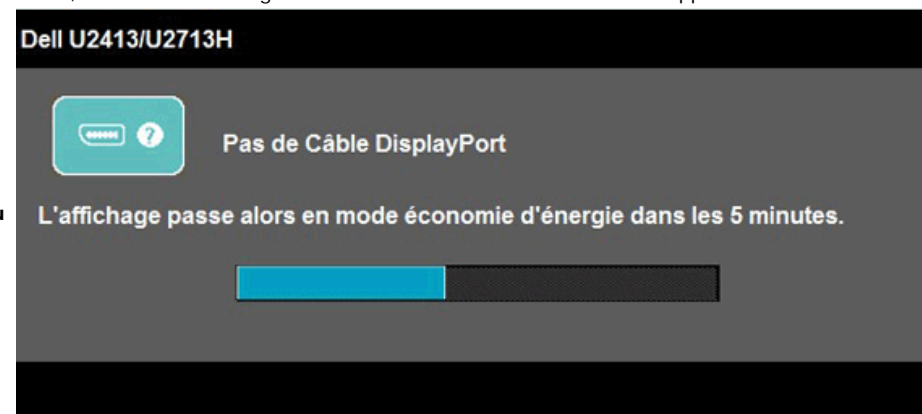 Dell U2413/U2713H
?
Pas de Câble DisplayPort
L'affichage passe alors en mode économie d'énergie dans les 5 minutes.